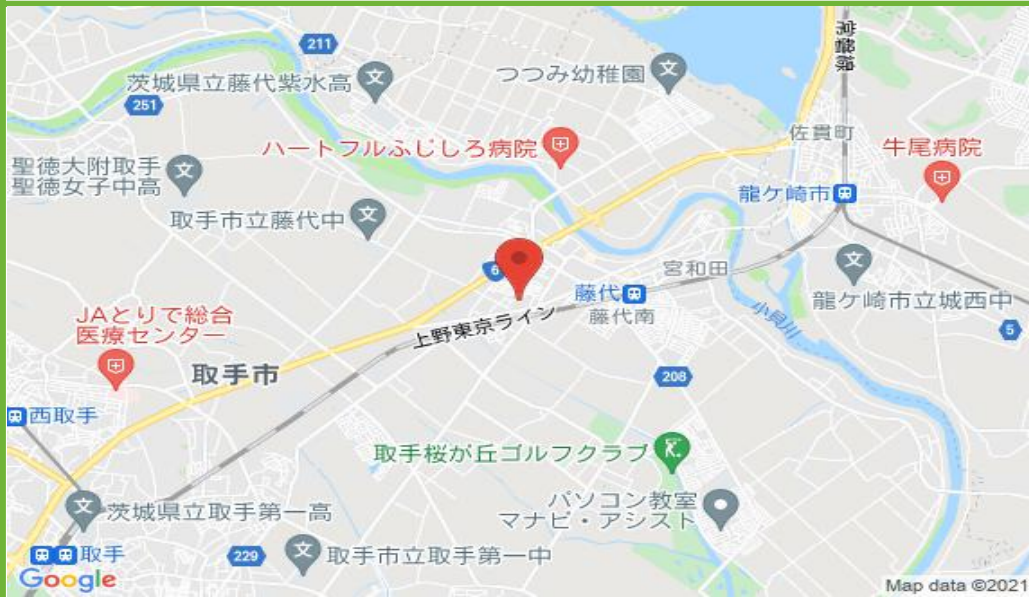 211
茨城県立藤代紫水高
つつみ幼稚園
251
佐貫町
ハートフルふじしろ病院
牛尾病院
聖徳大附取手
聖徳女子中高
龍ケ崎市
取手市立藤代中
宮和田
6
藤代
龍ケ崎市立城西中
藤代南
小貝川
JAとりで総合
医療センター
上野東京ライン
5
取手市
208
西取手
取手桜が丘ゴルフクラブ
パソコン教室
マナビ・アシスト
茨城県立取手第一高
取手
229
取手市立取手第一中
Google
Map data ©2021